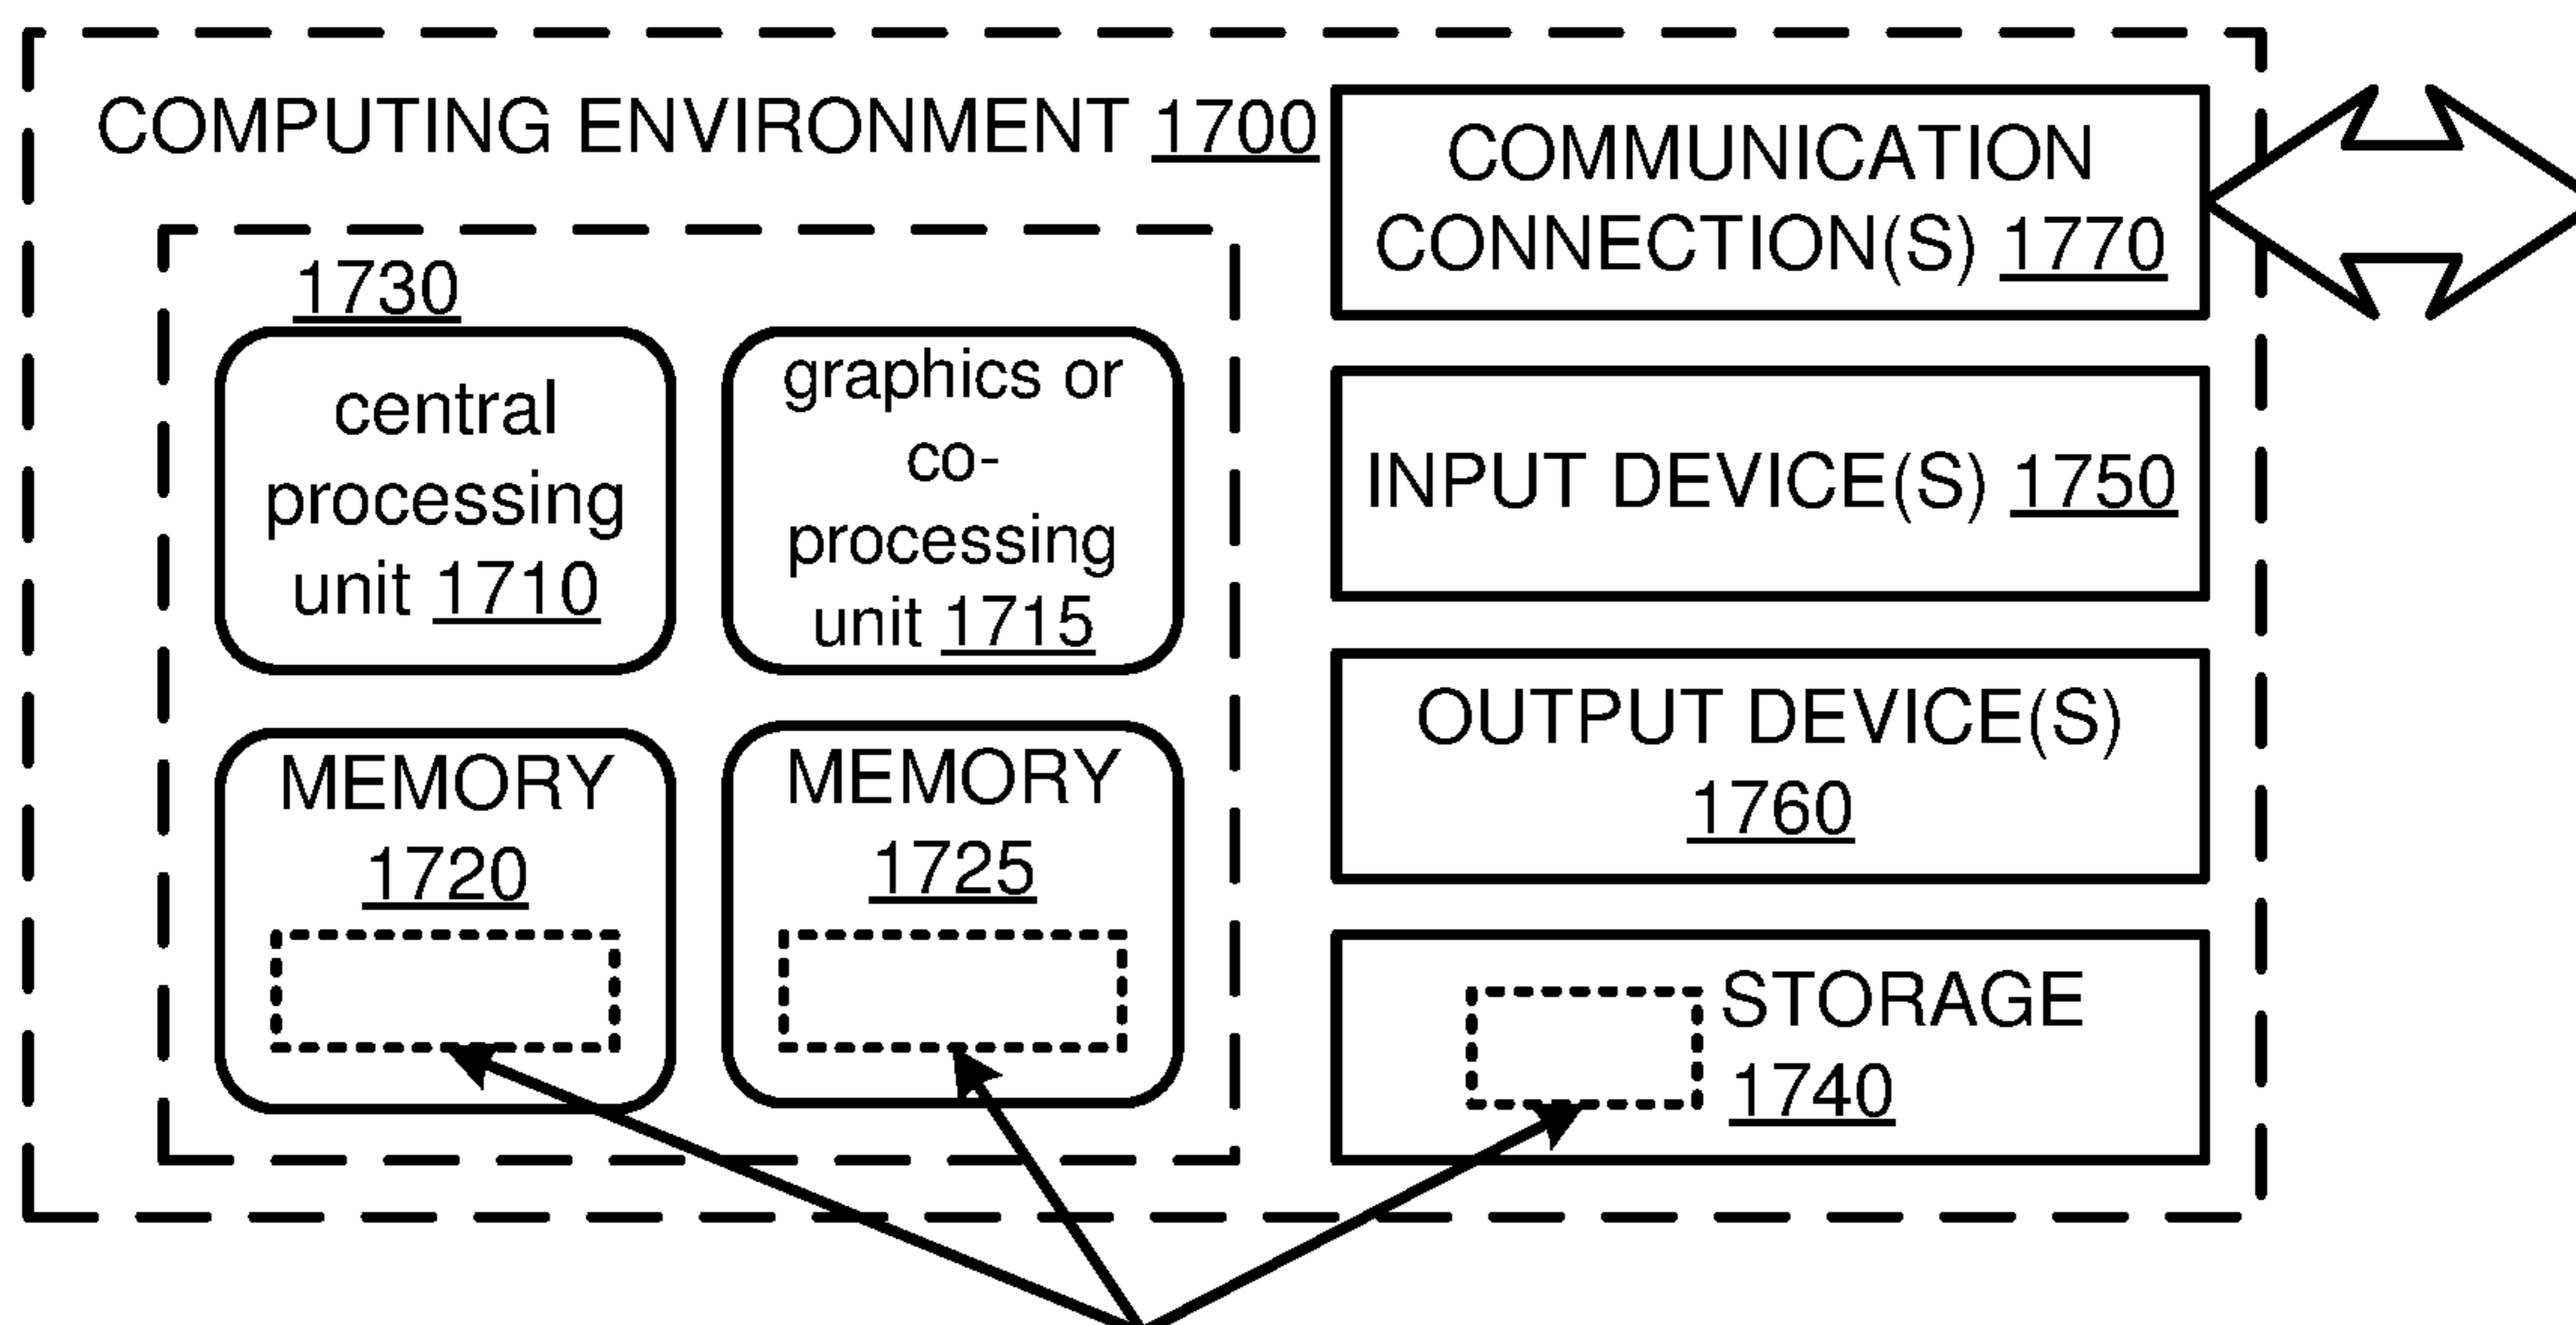 COMPUTING ENVIRONMENT 1700
1730
central
processing
unit 1710
graphics or
co-
processing
unit 1715
MEMORY
1720
MEMORY
1725
COMMUNICATION
CONNECTION(S) 1770
INPUT DEVICE(S) 1750
OUTPUT DEVICE(S)
1760
STORAGE
1740